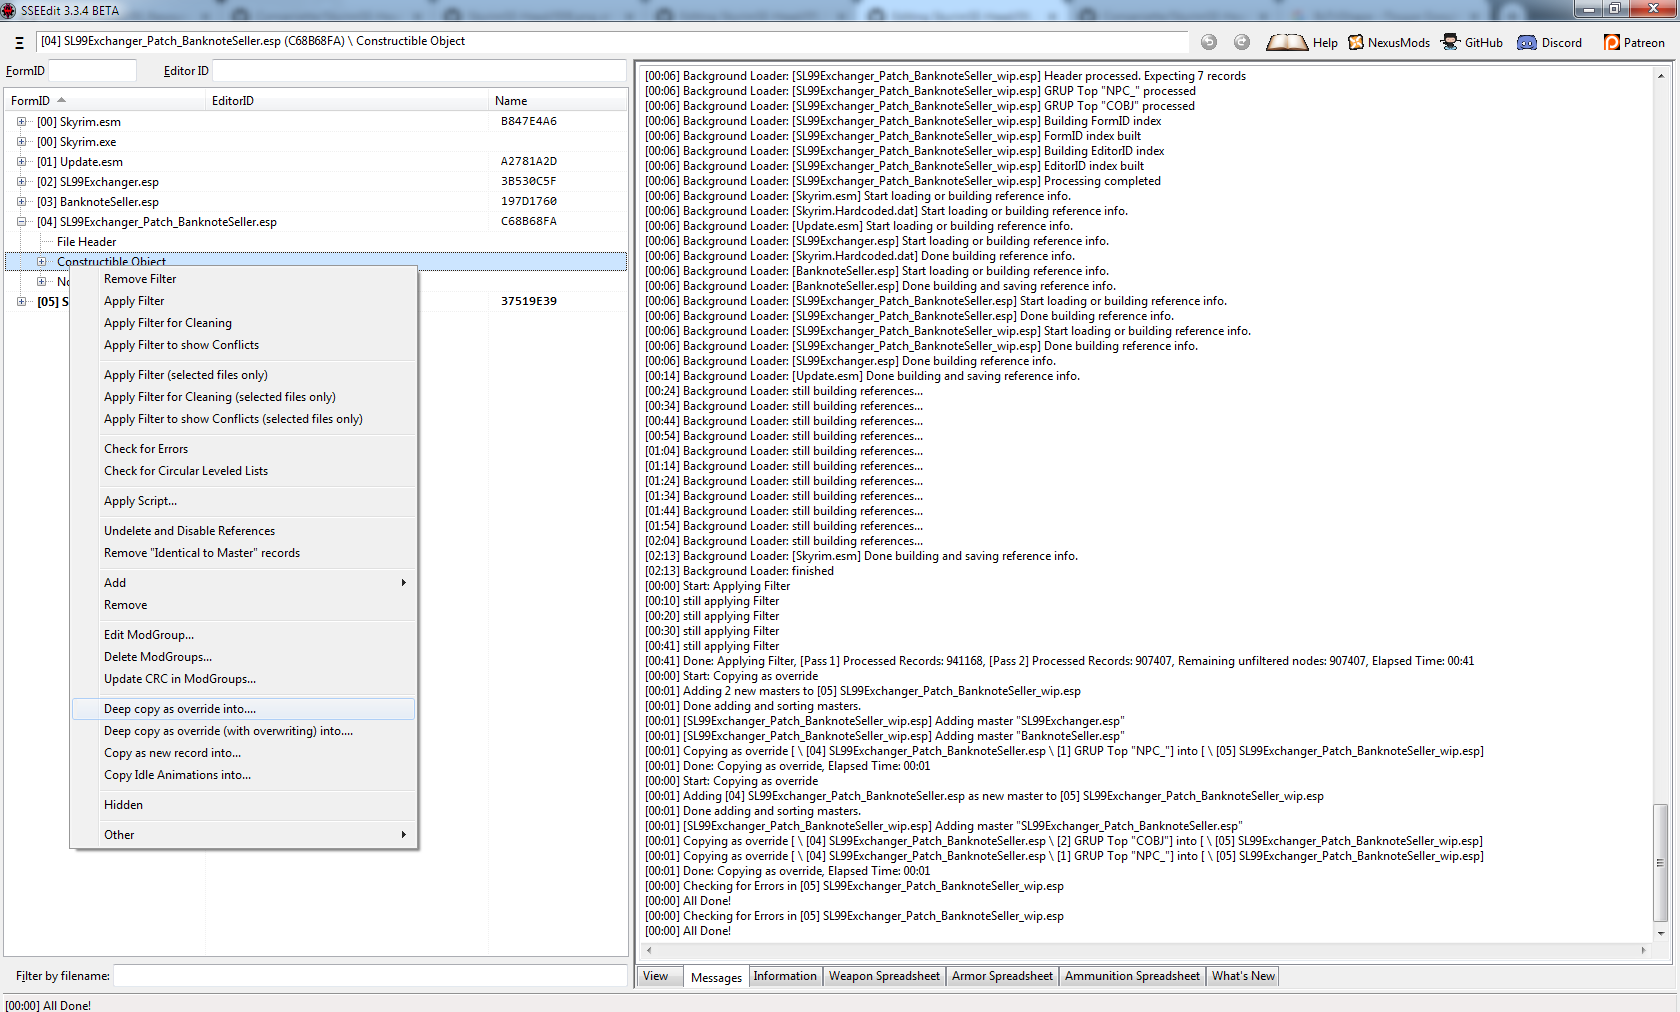 SSEEdit 3.3.4 BETA
[04] SL99Exchanger_Patch_BanknoteSeller.esp (C68B68FA) \ Constructible Object
Help
NexusMods
GitHub
Discord
Patreon
FormID
Editor ID
FormID
EditorID
Name
[00] Skyrim.esm B847E4A6
[00] Skyrim.exe
[01] Update.esm A2781A2D
[02] SL99Exchanger.esp 3B530C5F
[03] BanknoteSeller.esp 197D1760
[04] SL99Exchanger_Patch_BanknoteSeller.esp C68B68FA
File Header
Constructible Object
[05] S 37519E39
Remove Filter
Apply Filter
Apply Filter for Cleaning
Apply Filter to show Conflicts
Apply Filter (selected files only)
Apply Filter for Cleaning (selected files only)
Apply Filter to show Conflicts (selected files only)
Check for Errors
Check for Circular Leveled Lists
Apply Script...
Undelete and Disable References
Remove "Identical to Master" records
Add
Remove
Edit ModGroup...
Delete ModGroups...
Update CRC in ModGroups...
Deep copy as override into....
Deep copy as override (with overwriting) into....
Copy as new record into...
Copy Idle Animations into...
Hidden
Other
Filter by filename:
[00:06] Background Loader: [SL99Exchanger_Patch_BanknoteSeller_wip.esp] Header processed. Expecting 7 records
[00:06] Background Loader: [SL99Exchanger_Patch_BanknoteSeller_wip.esp] GRUP Top "NPC_" processed
[00:06] Background Loader: [SL99Exchanger_Patch_BanknoteSeller_wip.esp] GRUP Top "COBJ" processed
[00:06] Background Loader: [SL99Exchanger_Patch_BanknoteSeller_wip.esp] Building FormID index
[00:06] Background Loader: [SL99Exchanger_Patch_BanknoteSeller_wip.esp] FormID index built
[00:06] Background Loader: [SL99Exchanger_Patch_BanknoteSeller_wip.esp] Building EditorID index
[00:06] Background Loader: [SL99Exchanger_Patch_BanknoteSeller_wip.esp] EditorID index built
[00:06] Background Loader: [SL99Exchanger_Patch_BanknoteSeller_wip.esp] Processing completed
[00:06] Background Loader: [Skyrim.esm] Start loading or building reference info.
[00:06] Background Loader: [Skyrim.Hardcoded.dat] Start loading or building reference info.
[00:06] Background Loader: [Update.esm] Start loading or building reference info.
[00:06] Background Loader: [SL99Exchanger.esp] Start loading or building reference info.
[00:06] Background Loader: [Skyrim.Hardcoded.dat] Done building reference info.
[00:06] Background Loader: [BanknoteSeller.esp] Start loading or building reference info.
[00:06] Background Loader: [BanknoteSeller.esp] Done building and saving reference info.
[00:06] Background Loader: [SL99Exchanger_Patch_BanknoteSeller.esp] Start loading or building reference info.
[00:06] Background Loader: [SL99Exchanger_Patch_BanknoteSeller.esp] Done building reference info.
[00:06] Background Loader: [SL99Exchanger_Patch_BanknoteSeller_wip.esp] Start loading or building reference info.
[00:06] Background Loader: [SL99Exchanger_Patch_BanknoteSeller_wip.esp] Done building reference info.
[00:06] Background Loader: [SL99Exchanger.esp] Done building reference info.
[00:14] Background Loader: [Update.esm] Done building and saving reference info.
[00:24] Background Loader: still building references...
[00:34] Background Loader: still building references...
[00:44] Background Loader: still building references...
[00:54] Background Loader: still building references...
[01:04] Background Loader: still building references...
[01:14] Background Loader: still building references...
[01:24] Background Loader: still building references...
[01:34] Background Loader: still building references...
[01:44] Background Loader: still building references...
[01:54] Background Loader: still building references...
[02:04] Background Loader: still building references...
[02:13] Background Loader: [Skyrim.esm] Done building and saving reference info.
[02:13] Background Loader: finished
[00:00] Start: Applying Filter
[00:10] still applying Filter
[00:20] still applying Filter
[00:30] still applying Filter
[00:41] still applying Filter
[00:41] Done: Applying Filter, [Pass 1] Processed Records: 941168, [Pass 2] Processed Records: 907407, Remaining unfiltered nodes: 907407, Elapsed Time: 00:41
[00:00] Start: Copying as override
[00:01] Adding 2 new masters to [05] SL99Exchanger_Patch_BanknoteSeller_wip.esp
[00:01] Done adding and sorting masters.
[00:01] [SL99Exchanger_Patch_BanknoteSeller_wip.esp] Adding master "SL99Exchanger.esp"
[00:01] [SL99Exchanger_Patch_BanknoteSeller_wip.esp] Adding master "BanknoteSeller.esp"
[00:01] Copying as override [ \ [04] SL99Exchanger_Patch_BanknoteSeller.esp \ [1] GRUP Top "NPC_"] into [ \ [05] SL99Exchanger_Patch_BanknoteSeller_wip.esp]
[00:01] Done: Copying as override, Elapsed Time: 00:01
[00:00] Start: Copying as override
[00:01] Adding [04] SL99Exchanger_Patch_BanknoteSeller.esp as new master to [05] SL99Exchanger_Patch_BanknoteSeller_wip.esp
[00:01] Done adding and sorting masters.
[00:01] [SL99Exchanger_Patch_BanknoteSeller_wip.esp] Adding master "SL99Exchanger_Patch_BanknoteSeller.esp"
[00:01] Copying as override [ \ [04] SL99Exchanger_Patch_BanknoteSeller.esp \ [2] GRUP Top "COBJ"] into [ \ [05] SL99Exchanger_Patch_BanknoteSeller_wip.esp]
[00:01] Copying as override [ \ [04] SL99Exchanger_Patch_BanknoteSeller.esp \ [1] GRUP Top "NPC_"] into [ \ [05] SL99Exchanger_Patch_BanknoteSeller_wip.esp]
[00:01] Done: Copying as override, Elapsed Time: 00:01
[00:00] Checking for Errors in [05] SL99Exchanger_Patch_BanknoteSeller_wip.esp
[00:00] All Done!
[00:00] Checking for Errors in [05] SL99Exchanger_Patch_BanknoteSeller_wip.esp
[00:00] All Done!
View
Messages
Information
Weapon Spreadsheet
Armor Spreadsheet
Ammunition Spreadsheet
What's New
[00:00] All Done!